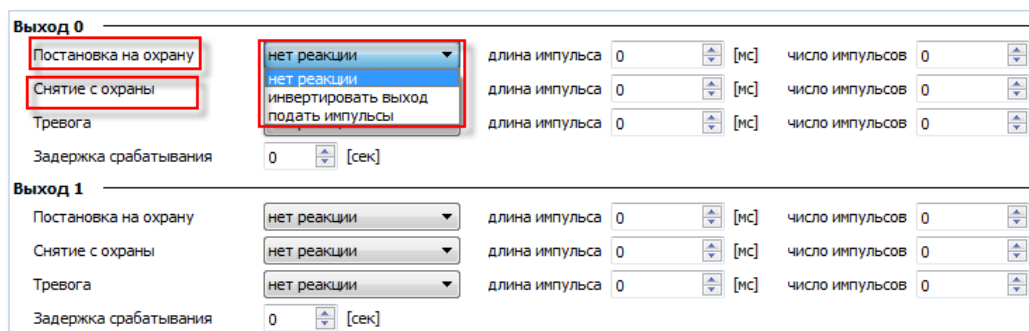 Выход 0
Постановка на охрану нет реакции длина импульса 0 [мс] число импульсов 0
нет реакции
Снятие с охраны инвертировать выход длина импульса 0 [мс] число импульсов 0
подать импульсы
Тревога длина импульса 0 [мс] число импульсов 0
Задержка срабатывания 0 [сек]
Выход 1
Постановка на охрану нет реакции длина импульса 0 [мс] число импульсов 0
Снятие с охраны нет реакции длина импульса 0 [мс] число импульсов 0
Тревога нет реакции длина импульса 0 [мс] число импульсов 0
Задержка срабатывания 0 [сек]